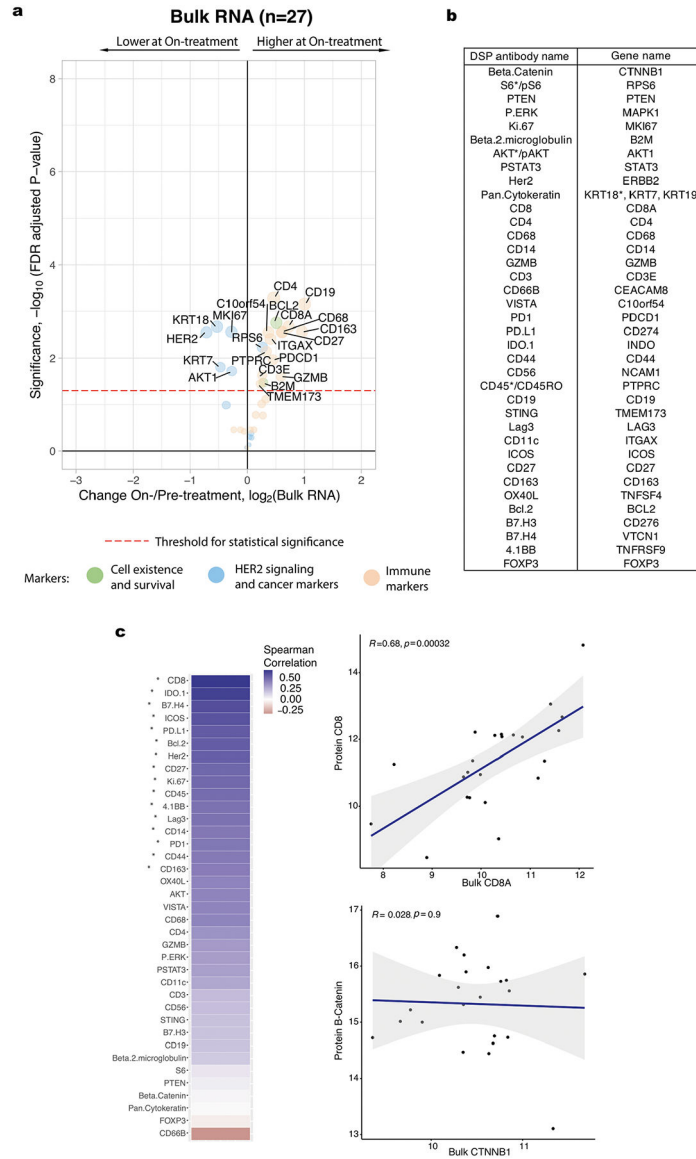 a
Bulk RNA (n=27)
Lower at On-treatment Higher at On-treatment
Significance, -log10 (FDR adjusted P-value)
8
6
4
2
0
CD4
CD19
C10orf54
BCL2
KRT18
MKI67
CD8A
CD68
HER2
RPS6
CD163
ITGAX
CD27
KRT7
PTPRC
PDCD1
AKT1
CD3E
GZMB
B2M
TMEM173
−3 −2 −1 0 1 2
Change On-/Pre-treatment, log2(Bulk RNA)
Threshold for statistical significance
Markers:
Cell existence
and survival
HER2 signaling
and cancer markers
Immune
markers
b
DSP antibody name Gene name
Beta.Catenin CTNNB1
S6*/pS6 RPS6
PTEN PTEN
P.ERK MAPK1
Ki.67 MKI67
Beta.2.microglobulin B2M
AKT*/pAKT AKT1
PSTAT3 STAT3
Her2 ERBB2
Pan.Cytokeratin KRT18*, KRT7, KRT19
CD8 CD8A
CD4 CD4
CD68 CD68
CD14 CD14
GZMB GZMB
CD3 CD3E
CD66B CEACAM8
VISTA C10orf54
PD1 PDCD1
PD.L1 CD274
IDO.1 INDO
CD44 CD44
CD56 NCAM1
CD45*/CD45RO PTPRC
CD19 CD19
STING TMEM173
Lag3 LAG3
CD11c ITGAX
ICOS ICOS
CD27 CD27
CD163 CD163
OX40L TNFSF4
Bcl.2 BCL2
B7.H3 CD276
B7.H4 VTCN1
4.1BB TNFRSF9
FOXP3 FOXP3
c
Spearman
Correlation
0.50
0.25
0.00
−0.25
* CD8
* IDO.1
* B7.H4
* ICOS
* PD.L1
* Bcl.2
* Her2
* CD27
* Ki.67
* CD45
* 4.1BB
* Lag3
* CD14
* PD1
* CD44
* CD163
OX40L
AKT
VISTA
CD68
CD4
GZMB
P.ERK
PSTAT3
CD11c
CD3
CD56
STING
B7.H3
CD19
Beta.2.microglobulin
S6
PTEN
Beta.Catenin
Pan.Cytokeratin
FOXP3
CD66B
R=0.68, p=0.00032
Protein CD8
14
12
10
8 9 10 11 12
Bulk CD8A
R= 0.028, p=0.9
Protein B-Catenin
17
16
15
14
13
10 11
Bulk CTNNB1